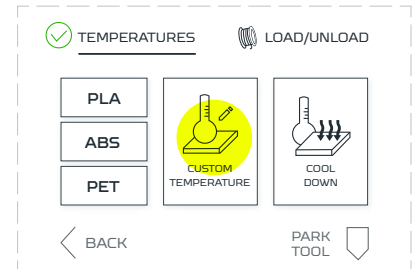 TEMPERATURES
LOAD/UNLOAD
PLA
ABS
PET
CUSTOM
TEMPERATURE
COOL
DOWN
BACK
PARK
TOOL